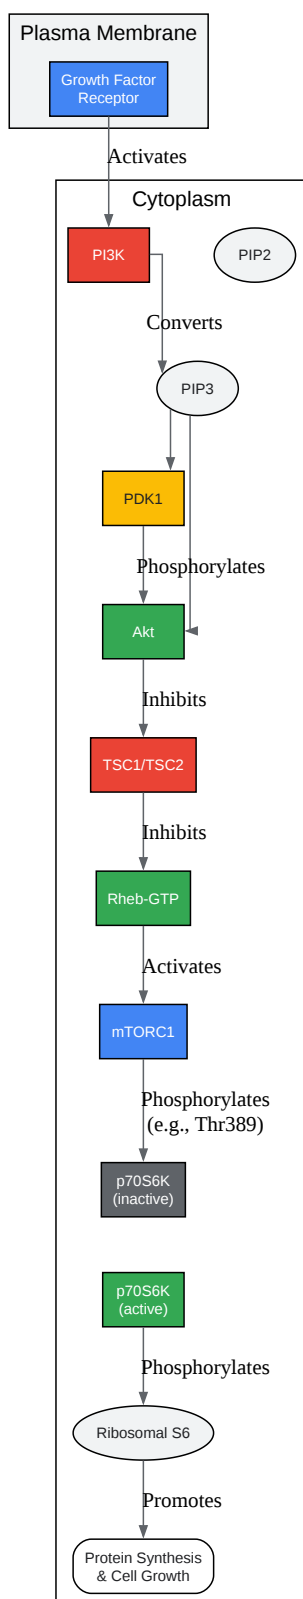 Plasma Membrane
Growth Factor
Receptor
Activates
Cytoplasm
PI3K
PIP2
Converts
PIP3
PDK1
Phosphorylates
Akt
Inhibits
TSC1/TSC2
Inhibits
Rheb-GTP
Activates
mTORC1
Phosphorylates
(e.g., Thr389)
p70S6K
(inactive)
p70S6K
(active)
Phosphorylates
Ribosomal S6
Promotes
Protein Synthesis
& Cell Growth